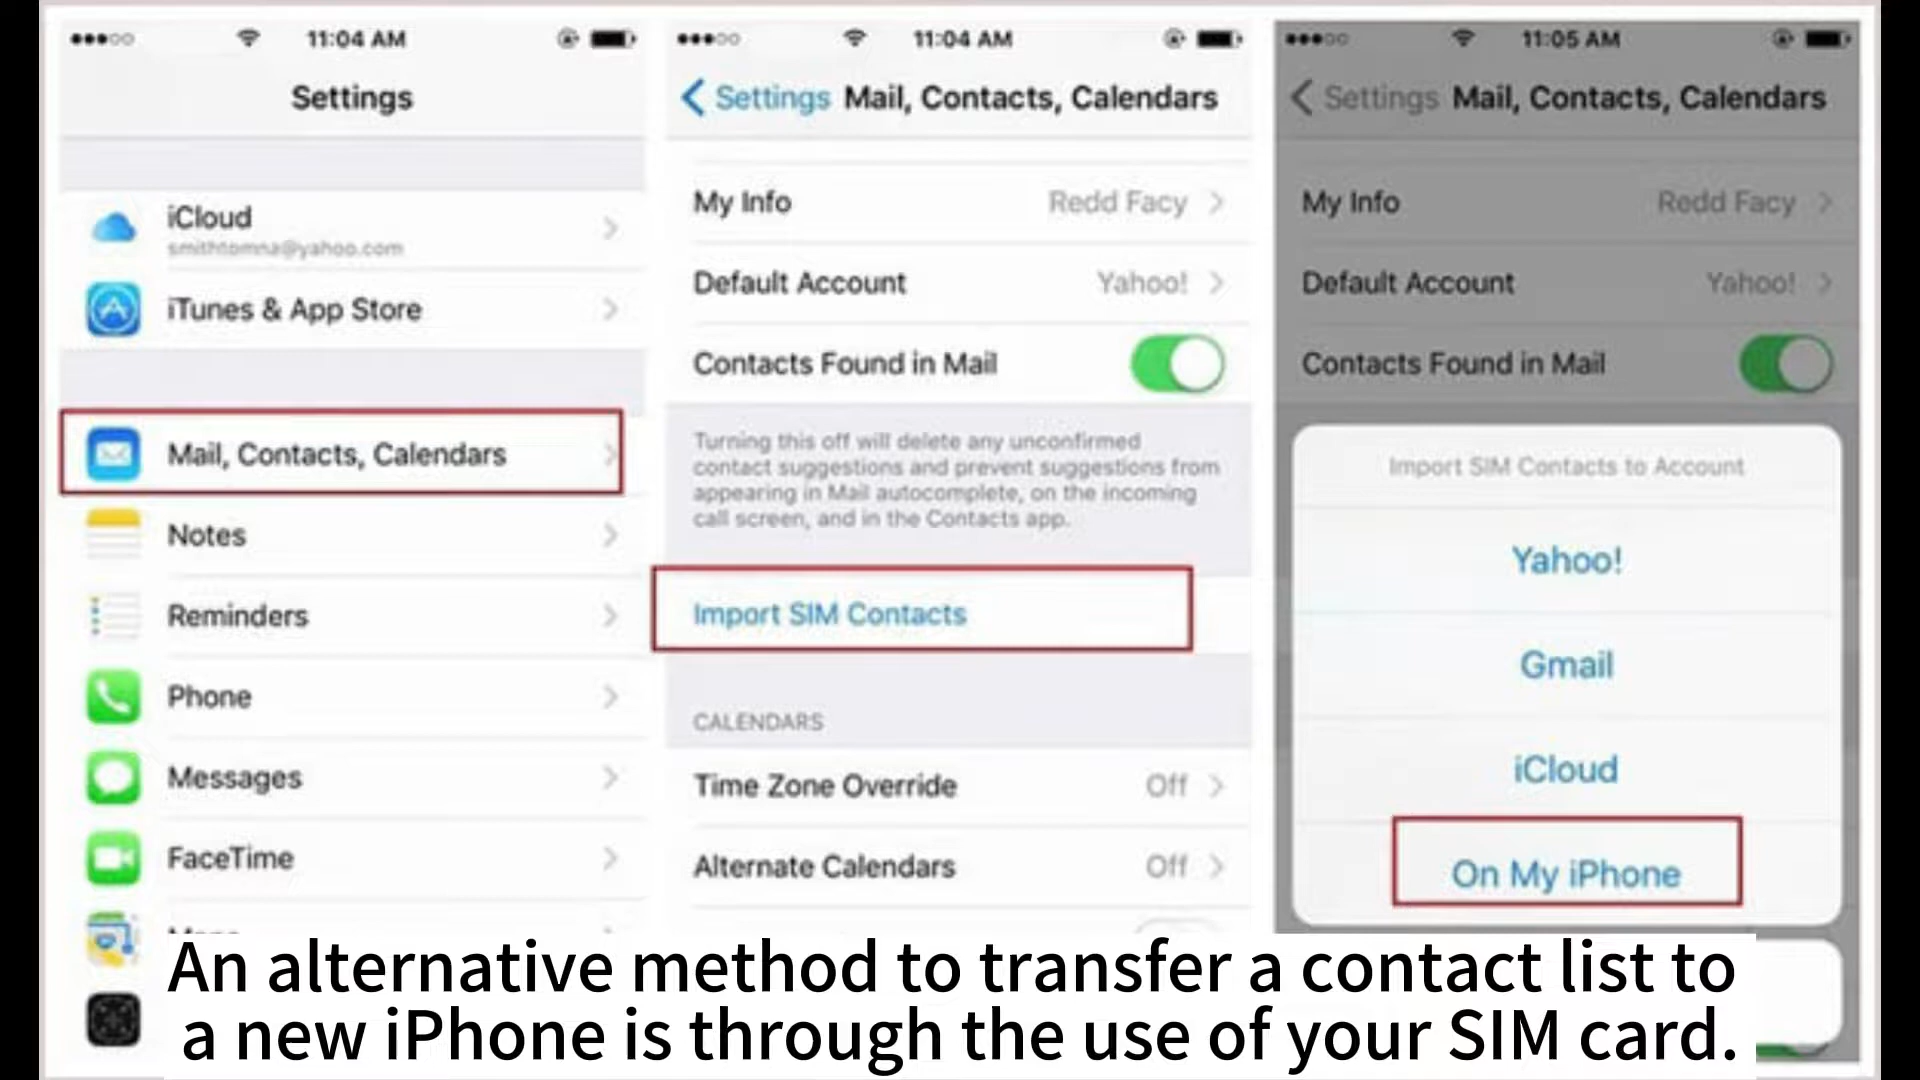 11:04 AM
Settings
iCloud
smithtomna@yahoo.com
iTunes & App Store
Mail, Contacts, Calendars
Notes
Reminders
Phone
Messages
FaceTime
11:04 AM
Settings Mail, Contacts, Calendars
My Info Redd Facy
Default Account Yahoo!
Contacts Found in Mail
Turning this off will delete any unconfirmed
contact suggestions and prevent suggestions from
appearing in Mail autocomplete, on the incoming
call screen, and in the Contacts app.
Import SIM Contacts
CALENDARS
Time Zone Override Off
Alternate Calendars Off
11:05 AM
Settings Mail, Contacts, Calendars
My Info Redd Facy
Default Account Yahoo!
Contacts Found in Mail
Import SIM Contacts to Account
Yahoo!
Gmail
iCloud
On My iPhone
An alternative method to transfer a contact list to
a new iPhone is through the use of your SIM card.